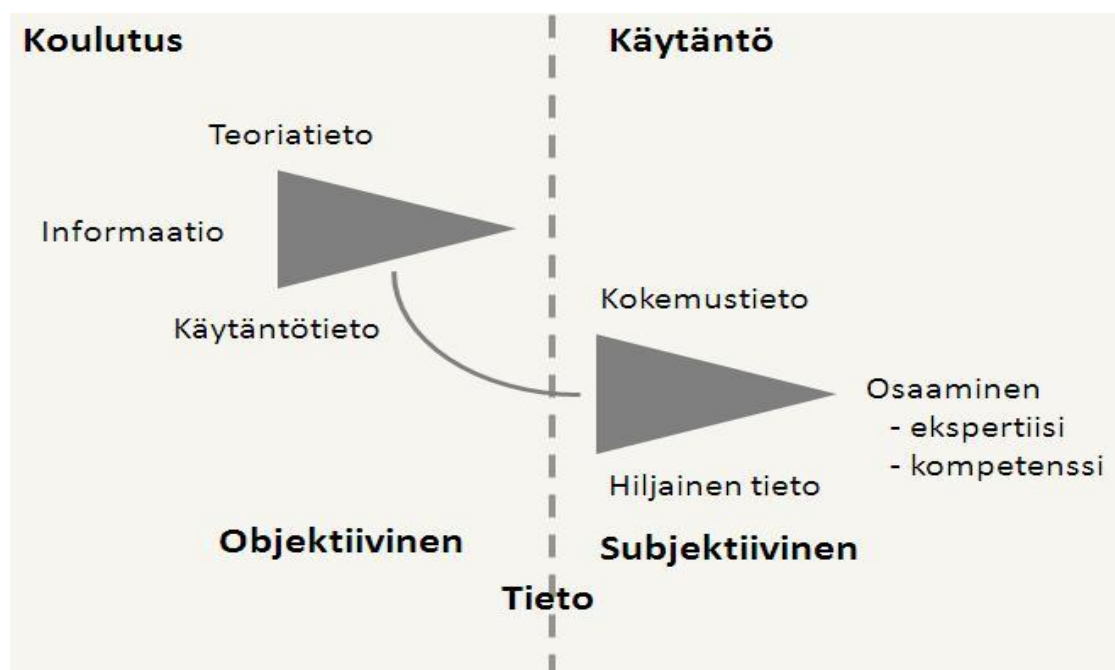 Koulutus
Käytäntö
Teoriatieto
Informaatio
Käytäntötieto
Kokemustieto
Osaaminen
- ekspertiisi
- kompetenssi
Hiljainen tieto
Objektiivinen
Subjektiivinen
Tieto